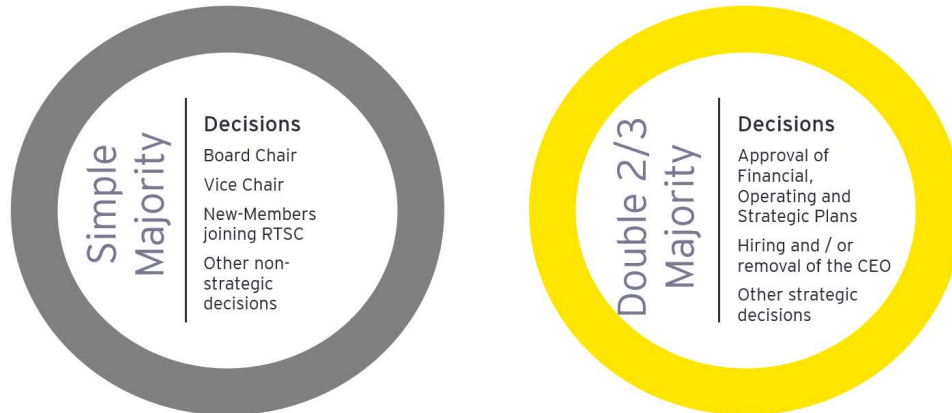 Simple
Majority
Decisions
Board Chair
Vice Chair
New-Members
joining RTSC
Other non-
strategic
decisions
Double 2/3
Majority
Decisions
Approval of
Financial,
Operating and
Strategic Plans
Hiring and / or
removal of the CEO
Other strategic
decisions